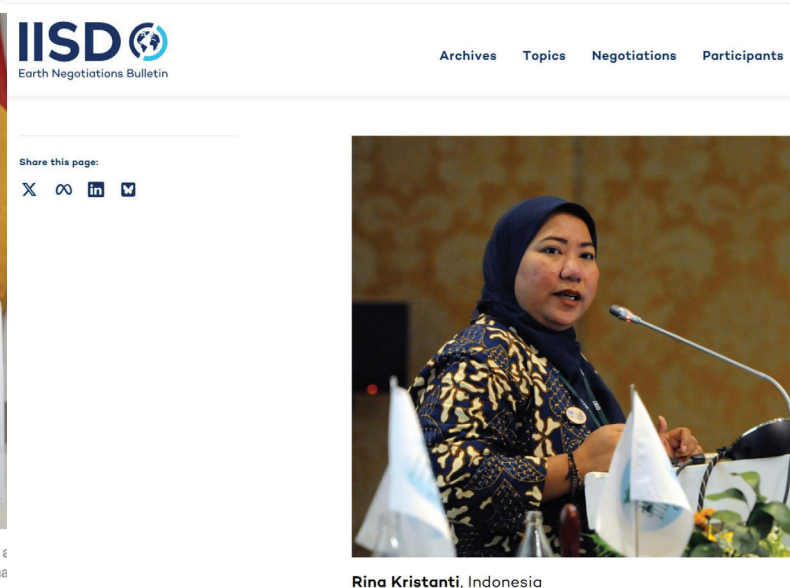 IISD
Earth Negotiations Bulletin
Archives Topics Negotiations Participants
Share this page:
Rina Kristanti, Indonesia